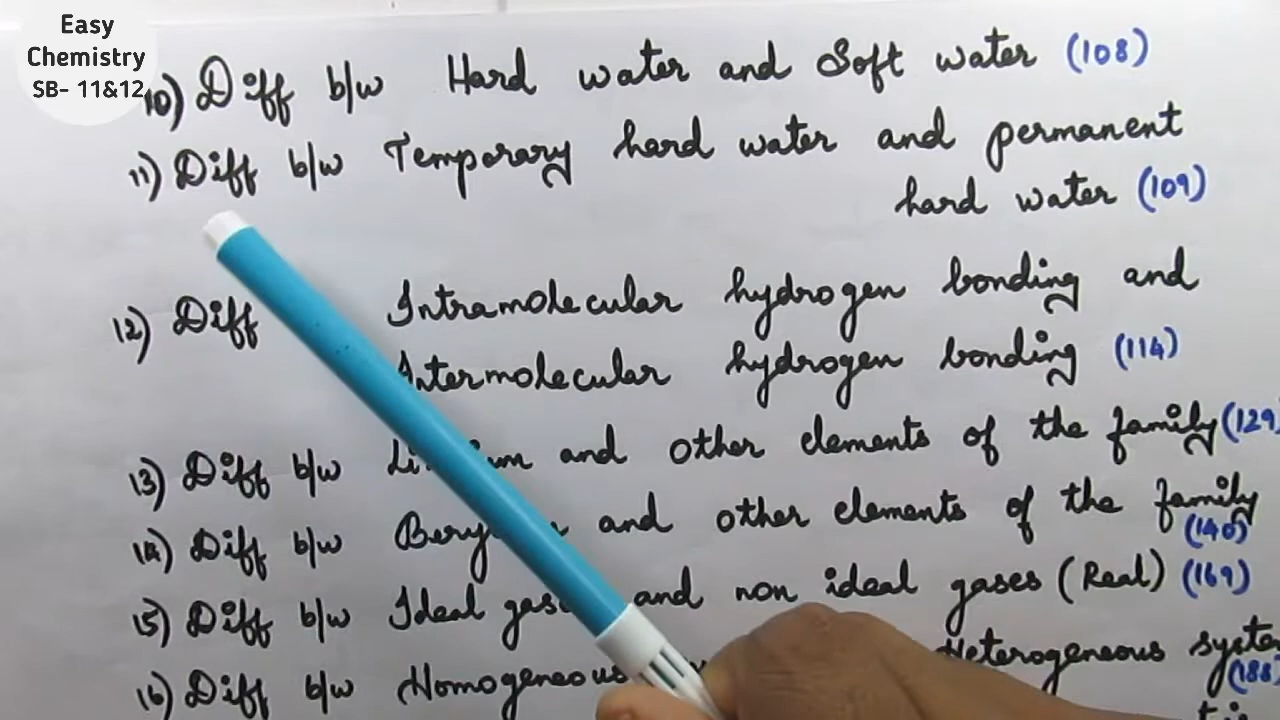 Easy
Chemistry
SB- 11&12
10) Diff b/w Hard water and Soft water (108)
11) Diff b/w Temporary hard water and permanent
hard water (109)
12) Diff Intramolecular hydrogen bonding and
Intermolecular hydrogen bonding (114)
13) Diff b/w and other elements of the family (129)
14) Diff b/w and other elements of the family
(140)
15) Diff b/w Ideal and non ideal gases (Real) (169)
16) Diff b/w Homogeneous Heterogeneous
(188)